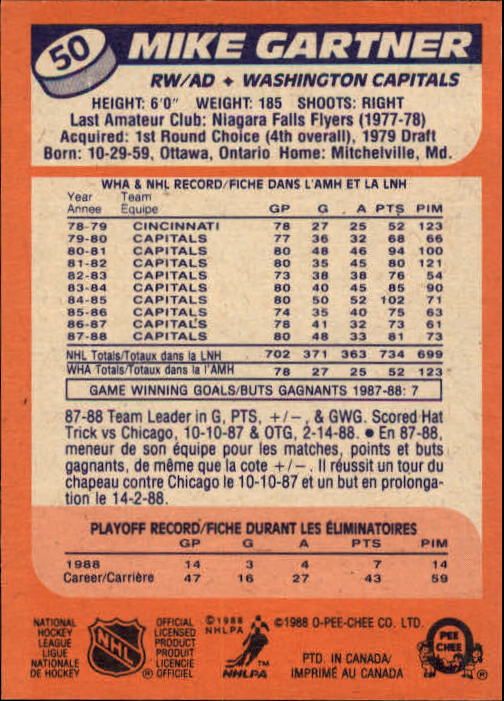 50 MIKE GARTNER
RW/AD ✦ WASHINGTON CAPITALS
HEIGHT: 6'0" WEIGHT: 185 SHOOTS: RIGHT
Last Amateur Club: Niagara Falls Flyers (1977-78)
Acquired: 1st Round Choice (4th overall), 1979 Draft
Born: 10-29-59, Ottawa, Ontario Home: Mitchelville, Md.
WHA & NHL RECORD/FICHE DANS L'AMH ET LA LNH
Year Team
Annee Équipe GP G A PTS PIM
78-79 CINCINNATI 78 27 25 52 123
79-80 CAPITALS 77 36 32 68 66
80-81 CAPITALS 80 48 46 94 100
81-82 CAPITALS 80 35 45 80 121
82-83 CAPITALS 73 38 38 76 54
83-84 CAPITALS 80 40 45 85 90
84-85 CAPITALS 80 50 52 102 71
85-86 CAPITALS 74 35 40 75 63
86-87 CAPITALS 78 41 32 73 61
87-88 CAPITALS 80 48 33 81 73
NHL Totals/Totaux dans la LNH 702 371 363 734 699
WHA Totals/Totaux dans la l'AMH 78 27 25 52 123
GAME WINNING GOALS/BUTS GAGNANTS 1987-88: 7
87-88 Team Leader in G, PTS, +/-, & GWG. Scored Hat
Trick vs Chicago, 10-10-87 & OTG, 2-14-88. ● En 87-88,
meneur de son équipe pour les matches, points et buts
gagnants, de même que la cote +/-. Il réussit un tour du
chapeau contre Chicago le 10-10-87 et un but en prolonga-
tion le 14-2-88.
PLAYOFF RECORD/FICHE DURANT LES ÉLIMINATOIRES
GP G A PTS PIM
1988 14 3 4 7 14
Career/Carrière 47 16 27 43 59
NATIONAL
HOCKEY
LEAGUE
LIGUE
NATIONALE
DE HOCKEY
NHL
®
OFFICIAL
LICENSED
PRODUCT
PRODUIT
LICENCIE
OFFICIEL
©1988
NHLPA
TM
NHLPA
©1988 O-PEE-CHEE CO. LTD.
PTD. IN CANADA/
IMPRIMÉ AU CANADA
O
PEE
CHEE
®